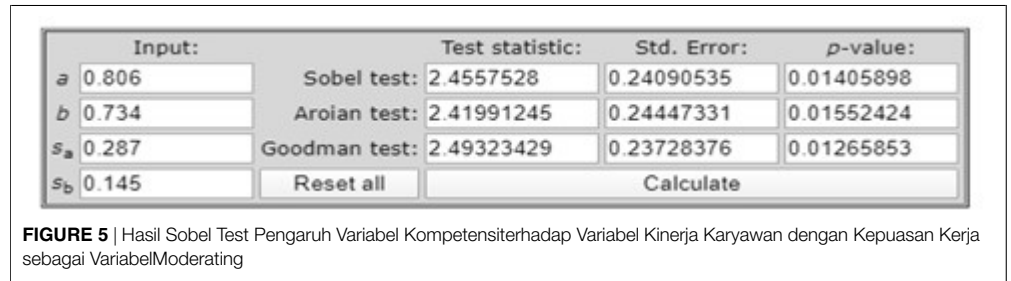 Input: Test statistic: Std. Error: p-value:
a 0.806 Sobel test: 2.4557528 0.24090535 0.01405898
b 0.734 Aroian test: 2.41991245 0.24447331 0.01552424
sa 0.287 Goodman test: 2.49323429 0.23728376 0.01265853
sb 0.145 Reset all Calculate
FIGURE 5 | Hasil Sobel Test Pengaruh Variabel Kompetensiterhadap Variabel Kinerja Karyawan dengan Kepuasan Kerja
sebagai VariabelModerating